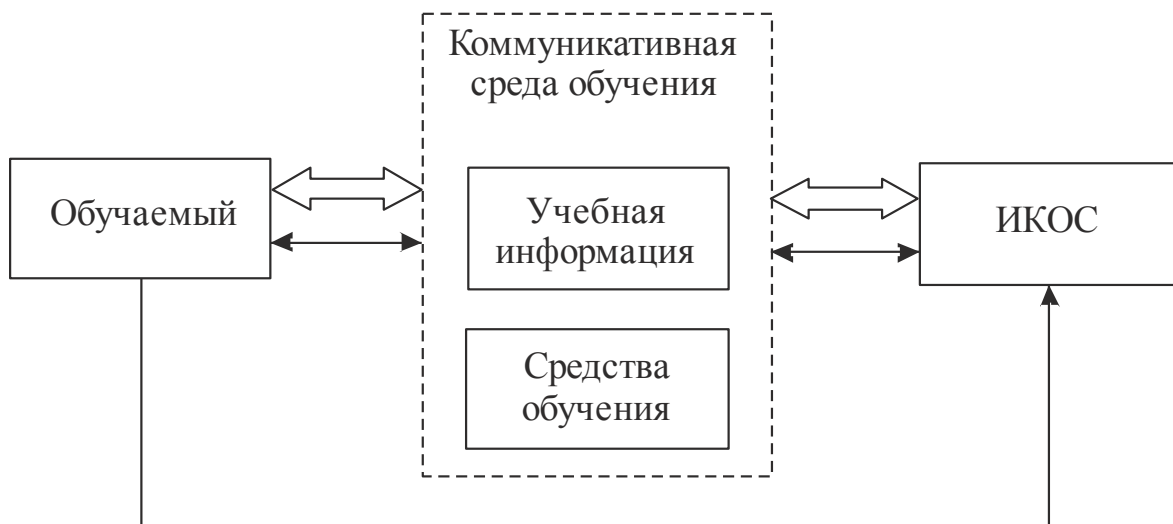 Коммуникативная
среда обучения
Обучаемый
Учебная
информация
ИКОС
Средства
обучения